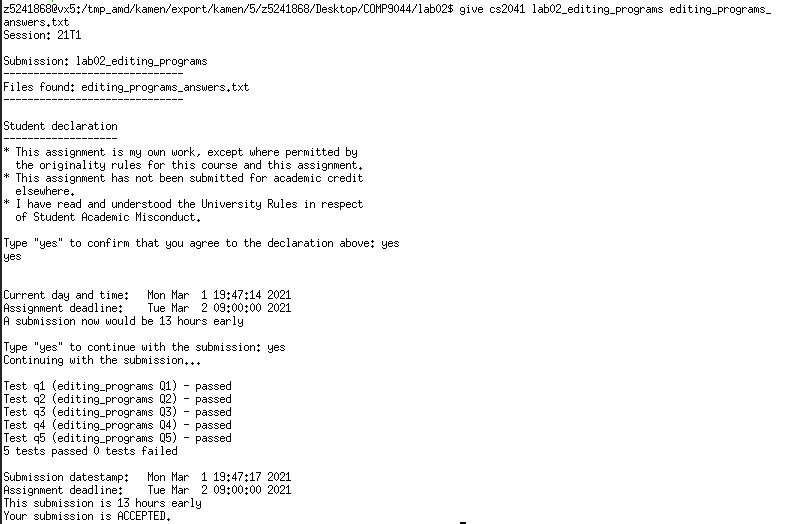 z5241868@vx5:/tmp_amd/kamen/export/kamen/5/z5241868/Desktop/COMP9044/lab02$ give cs2041 lab02_editing_programs editing_programs_
answers.txt
Session: 21T1
Submission: lab02_editing_programs
------------------------------
Files found: editing_programs_answers.txt
------------------------------
Student declaration
-------------------
* This assignment is my own work, except where permitted by
  the originality rules for this course and this assignment.
* This assignment has not been submitted for academic credit
  elsewhere.
* I have read and understood the University Rules in respect
  of Student Academic Misconduct.
Type "yes" to confirm that you agree to the declaration above: yes
yes
Current day and time:   Mon Mar  1 19:47:14 2021
Assignment deadline:    Tue Mar  2 09:00:00 2021
A submission now would be 13 hours early
Type "yes" to continue with the submission: yes
Continuing with the submission...
Test q1 (editing_programs Q1) - passed
Test q2 (editing_programs Q2) - passed
Test q3 (editing_programs Q3) - passed
Test q4 (editing_programs Q4) - passed
Test q5 (editing_programs Q5) - passed
5 tests passed 0 tests failed
Submission datestamp:   Mon Mar  1 19:47:17 2021
Assignment deadline:    Tue Mar  2 09:00:00 2021
This submission is 13 hours early
Your submission is ACCEPTED.